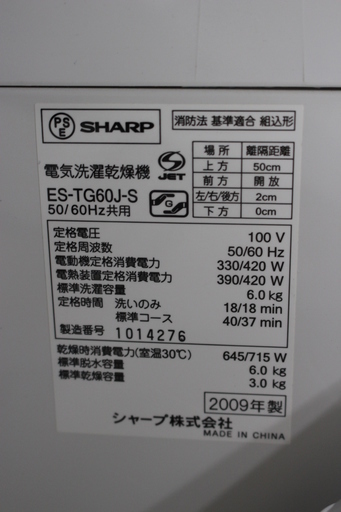 PS E SHARP
消防法 基準適合 組込形
電気洗濯乾燥機
S JET
ES-TG60J-S
50/60Hz共用
G
場所 離隔距離
上方 50cm
前方 開放
左/右/後方 2cm
下方 0cm
定格電圧 100 V
定格周波数 50/60 Hz
電動機定格消費電力 330/420 W
電熱装置定格消費電力 390/420 W
標準洗濯容量 6.0 kg
定格時間 洗いのみ 18/18 min
標準コース 40/37 min
製造番号 1014276
乾燥時消費電力(室温30℃) 645/715 W
標準脱水容量 6.0 kg
標準乾燥容量 3.0 kg
2009年製
シャープ株式会社
MADE IN CHINA